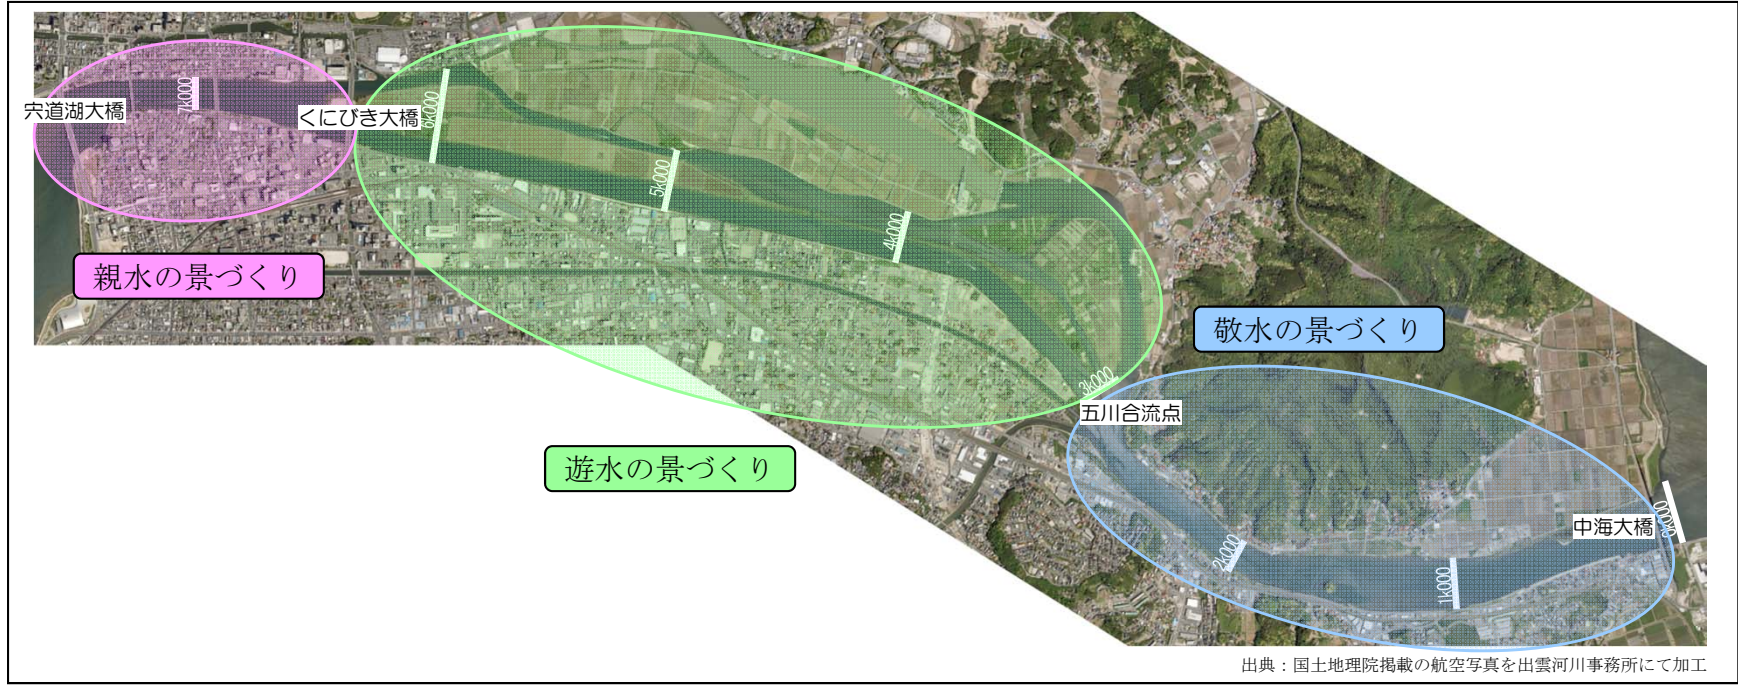 宍道湖大橋
7k000
くにびき大橋
6k000
5k000
4k000
3k000
親水の景づくり
敬水の景づくり
五川合流点
遊水の景づくり
中海大橋
0k000
2k000
1k000
出典：国土地理院掲載の航空写真を出雲河川事務所にて加工